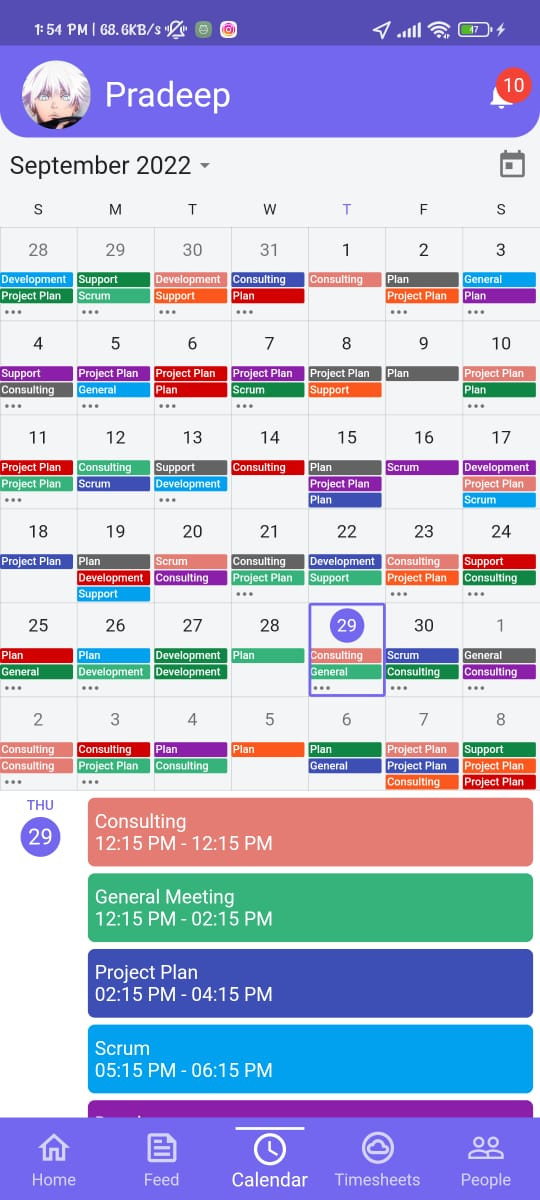 1:54 PM | 68.6KB/s 47
Pradeep
10
September 2022
S M T W T F S
28 29 30 31 1 2 3
Development Support Development Consulting Consulting Plan General
Project Plan Scrum Support Plan Project Plan Plan
4 5 6 7 8 9 10
Support Project Plan Project Plan Project Plan Project Plan Plan Project Plan
Consulting General Plan Scrum Support Plan
11 12 13 14 15 16 17
Project Plan Consulting Support Consulting Plan Scrum Development
Project Plan Scrum Development Project Plan Project Plan
Plan Scrum
18 19 20 21 22 23 24
Project Plan Plan Scrum Consulting Development Consulting Support
Development Consulting Project Plan Support Project Plan Consulting
Support
25 26 27 28 29 30 1
Plan Plan Development Plan Consulting Scrum General
General Development Development General Consulting Consulting
2 3 4 5 6 7 8
Consulting Consulting Plan Plan Plan Project Plan Support
Consulting Project Plan Consulting General Project Plan Project Plan
Consulting Project Plan
THU
29
Consulting
12:15 PM - 12:15 PM
General Meeting
12:15 PM - 02:15 PM
Project Plan
02:15 PM - 04:15 PM
Scrum
05:15 PM - 06:15 PM
Home Feed Calendar Timesheets People